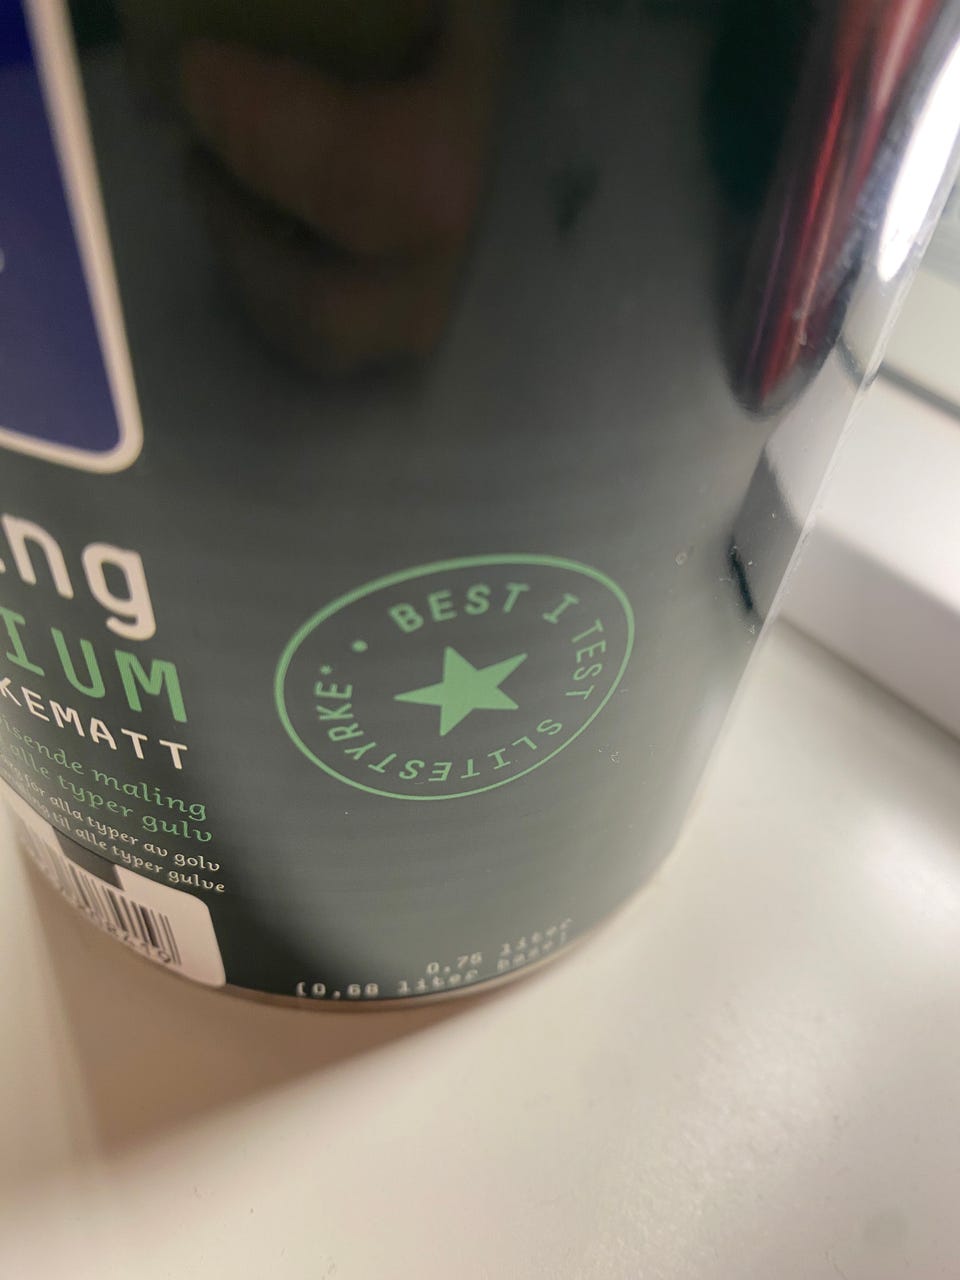 ng
IUM
KEMATT
isende maling
alle typer gulv
for alla typer av golv
til alle typer gulve
BEST I TEST SLITESTYRKE*
0,75 liter
(0,68 liter base)